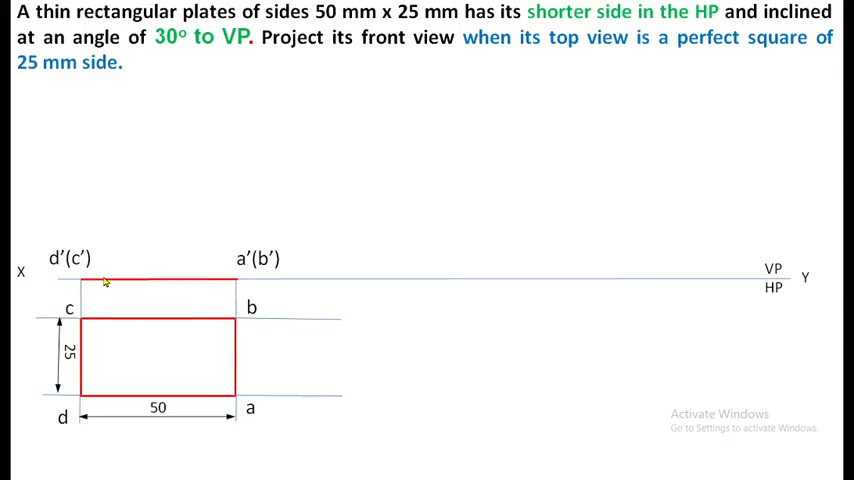 A thin rectangular plates of sides 50 mm x 25 mm has its shorter side in the HP and inclined
at an angle of 30° to VP. Project its front view when its top view is a perfect square of
25 mm side.
d’(c’) a’(b’)
X VP Y
HP
c b
25
50
d a
Activate Windows
Go to Settings to activate Windows.